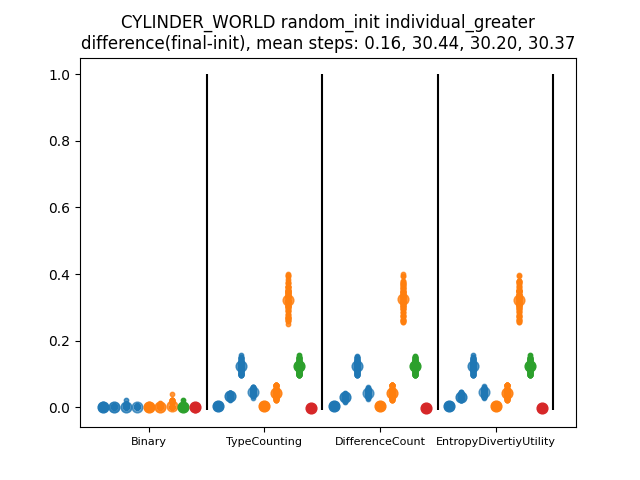 CYLINDER_WORLD random_init individual_greater
difference(final-init), mean steps: 0.16, 30.44, 30.20, 30.37
1.0
0.8
0.6
0.4
0.2
0.0
Binary TypeCounting DifferenceCount EntropyDivertiyUtility